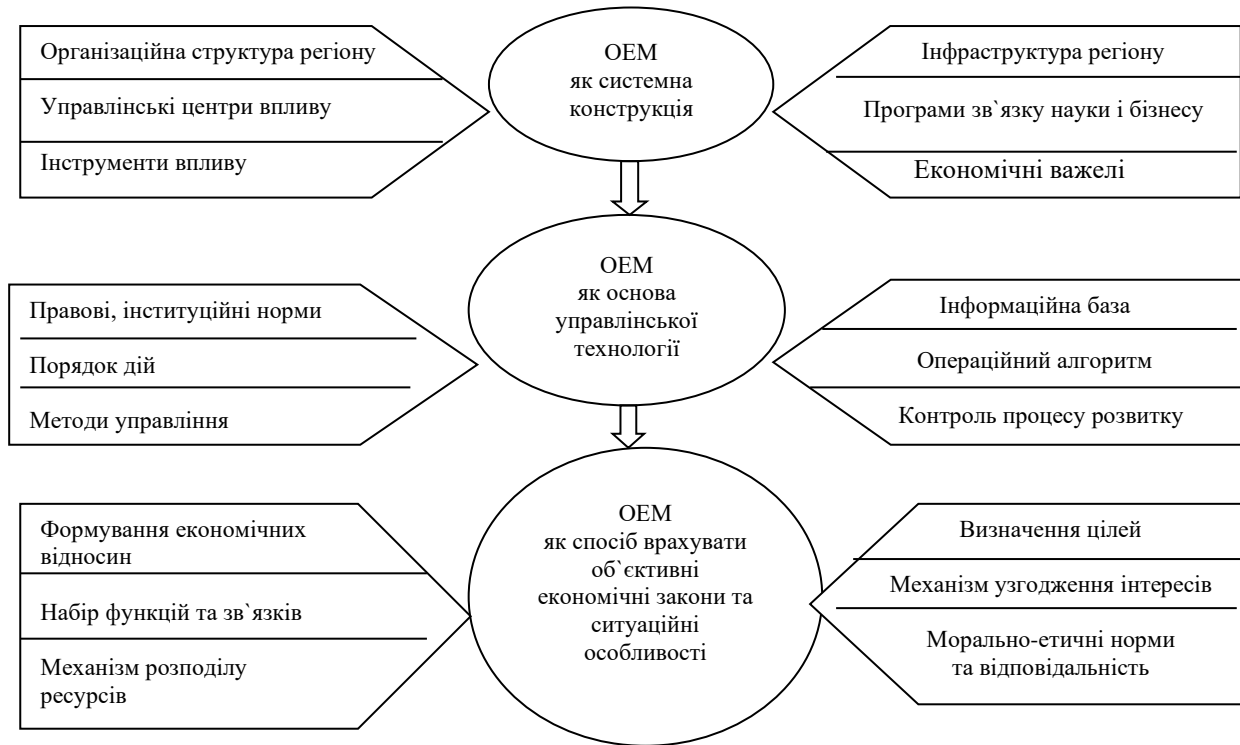 Організаційна структура регіону
Управлінські центри впливу
Інструменти впливу
ОЕМ
як системна
конструкція
Інфраструктура регіону
Програми зв`язку науки і бізнесу
Економічні важелі
Правові, інституційні норми
Порядок дій
Методи управління
ОЕМ
як основа
управлінської
технології
Інформаційна база
Операційний алгоритм
Контроль процесу розвитку
Формування економічних
відносин
Набір функцій та зв`язків
Механізм розподілу
ресурсів
ОЕМ
як спосіб врахувати
об`єктивні
економічні закони та
ситуаційні
особливості
Визначення цілей
Механізм узгодження інтересів
Морально-етичні норми
та відповідальність